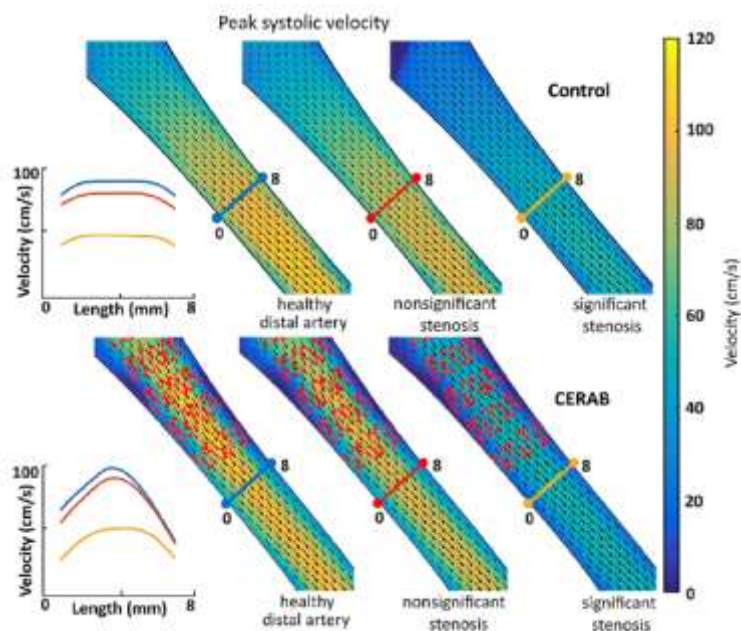 Peak systolic velocity
Control
120
100
80
60
40
20
0
Velocity (cm/s)
100
Velocity (cm/s)
0
8
Length (mm)
8
0
8
0
8
0
healthy
distal artery
nonsignificant
stenosis
significant
stenosis
CERAB
100
Velocity (cm/s)
0
8
Length (mm)
8
0
8
0
8
0
healthy
distal artery
nonsignificant
stenosis
significant
stenosis